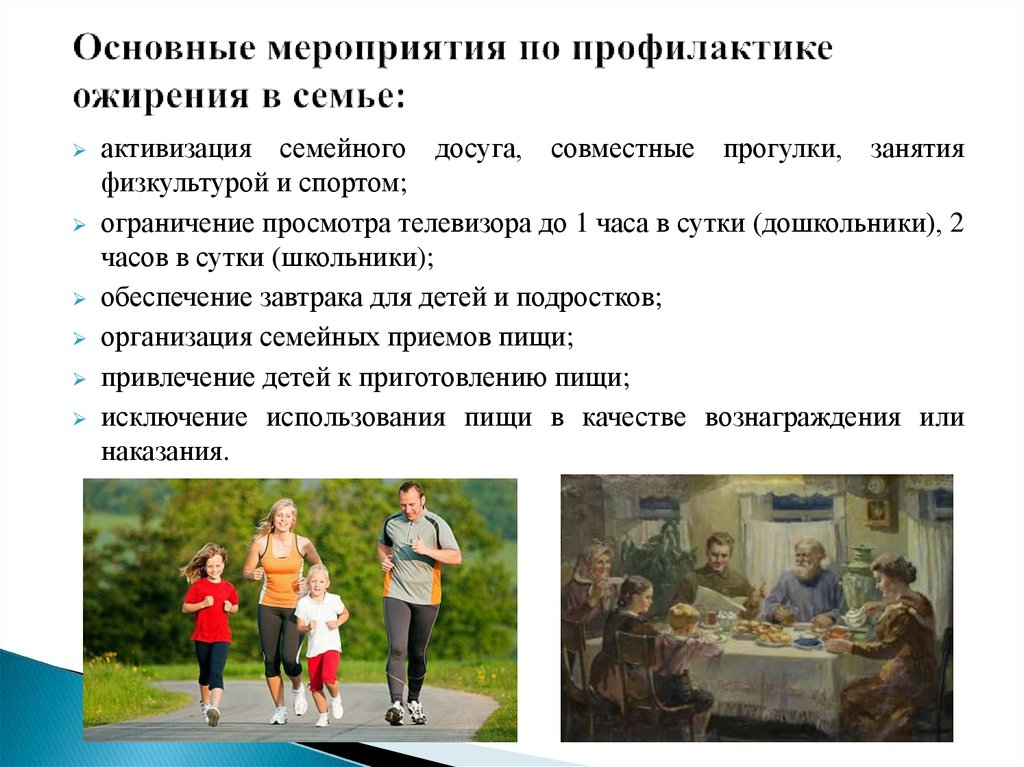 Основные мероприятия по профилактике
ожирения в семье:
активизация семейного досуга, совместные прогулки, занятия
физкультурой и спортом;
ограничение просмотра телевизора до 1 часа в сутки (дошкольники), 2
часов в сутки (школьники);
обеспечение завтрака для детей и подростков;
организация семейных приемов пищи;
привлечение детей к приготовлению пищи;
исключение использования пищи в качестве вознаграждения или
наказания.